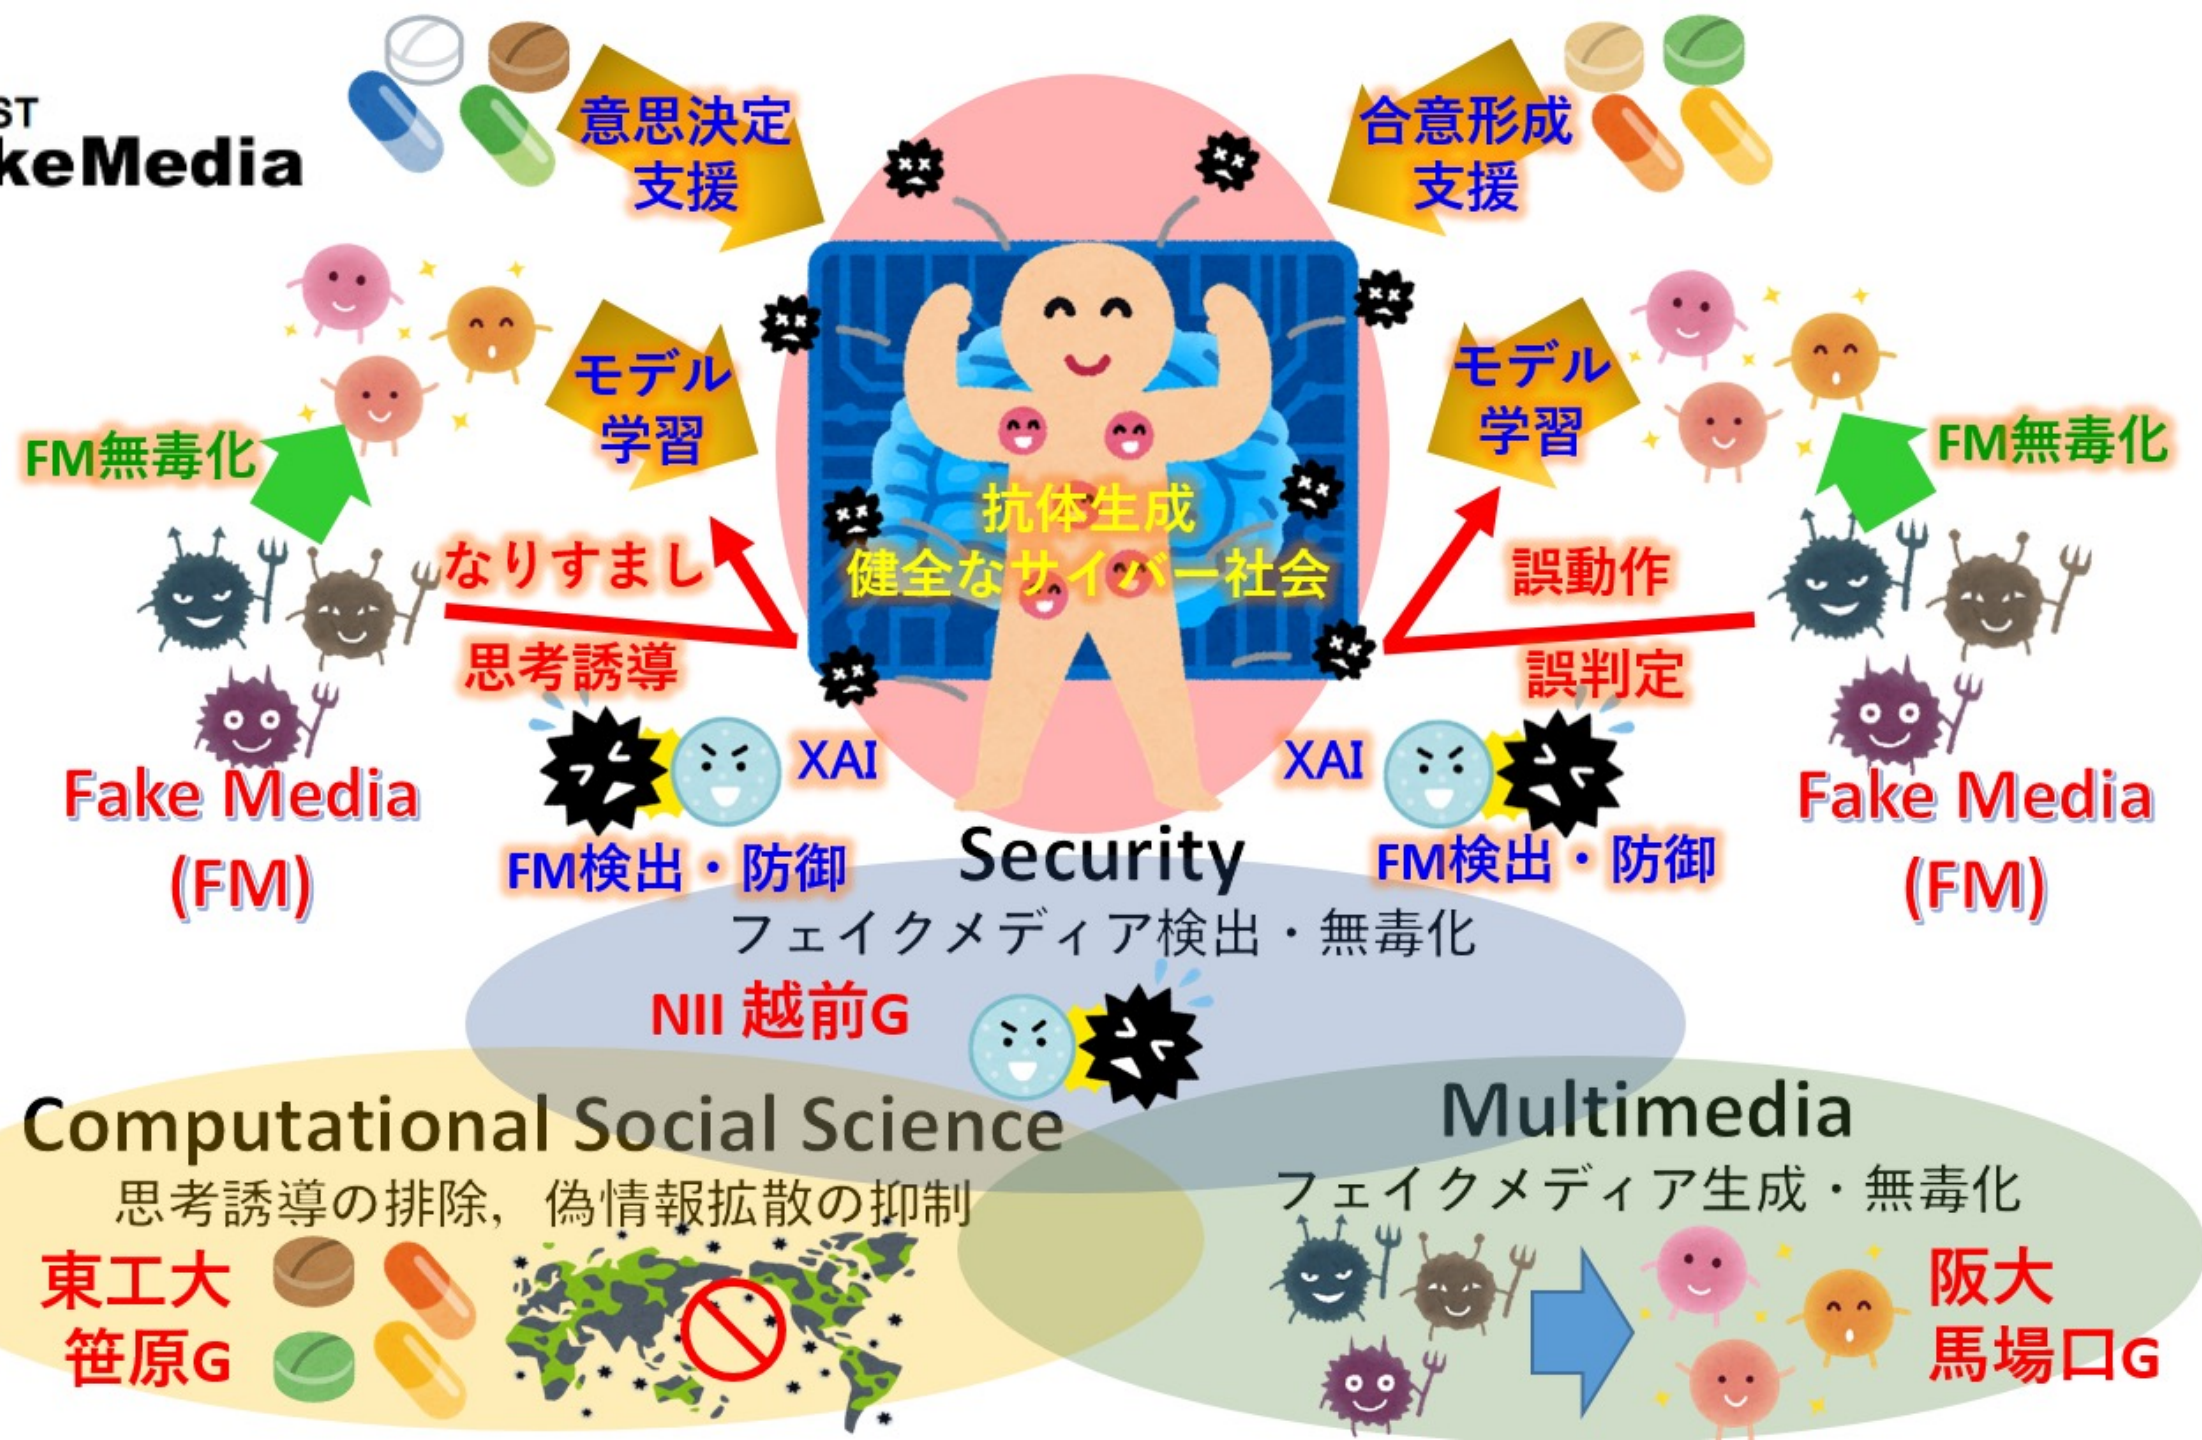 ST
keMedia
意思決定
支援
合意形成
支援
モデル
学習
モデル
学習
FM無毒化
FM無毒化
抗体生成
健全なサイバー社会
なりすまし
思考誘導
誤動作
誤判定
XAI
XAI
Fake Media
(FM)
FM検出・防御
FM検出・防御
Fake Media
(FM)
Security
フェイクメディア検出・無毒化
NII 越前G
Computational Social Science
思考誘導の排除，偽情報拡散の抑制
東工大
笹原G
Multimedia
フェイクメディア生成・無毒化
阪大
馬場口G